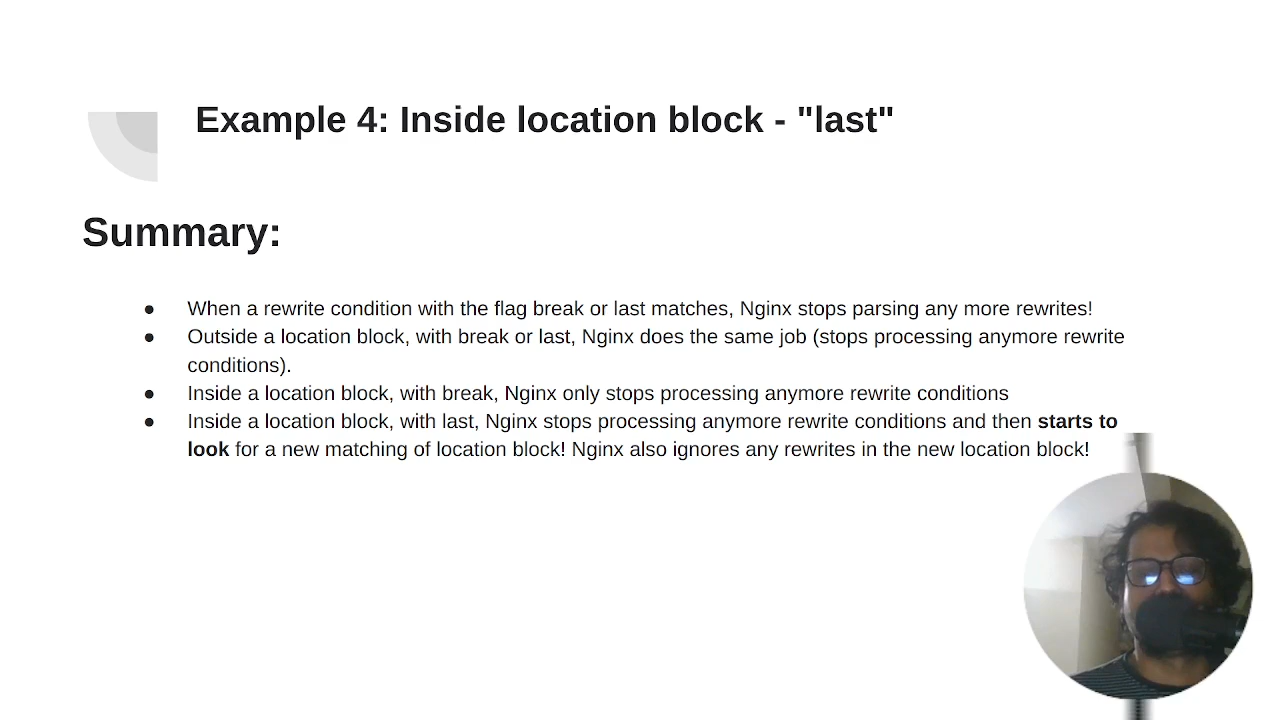 Example 4: Inside location block - "last"
Summary:
● When a rewrite condition with the flag break or last matches, Nginx stops parsing any more rewrites!
● Outside a location block, with break or last, Nginx does the same job (stops processing anymore rewrite
conditions).
● Inside a location block, with break, Nginx only stops processing anymore rewrite conditions
● Inside a location block, with last, Nginx stops processing anymore rewrite conditions and then starts to
look for a new matching of location block! Nginx also ignores any rewrites in the new location block!